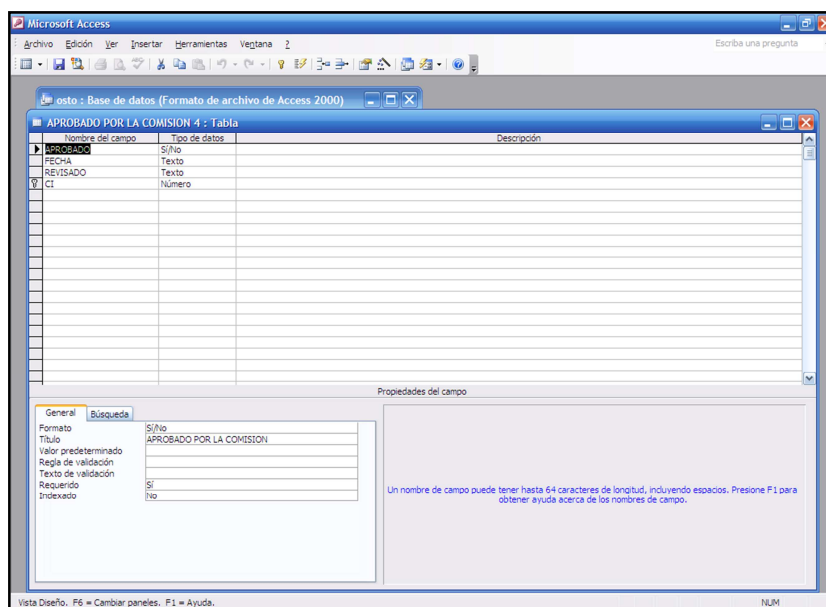 Microsoft Access
Archivo Edición Ver Insertar Herramientas Ventana ? Escriba una pregunta
osto : Base de datos (Formato de archivo de Access 2000)
APROBADO POR LA COMISION 4 : Tabla
Nombre del campo Tipo de datos Descripción
APROBADO Sí/No
FECHA Texto
REVISADO Texto
CI Número
Propiedades del campo
General Búsqueda
Formato Sí/No
Título APROBADO POR LA COMISION
Valor predeterminado
Regla de validación
Texto de validación
Requerido Sí
Indexado No
Un nombre de campo puede tener hasta 64 caracteres de longitud, incluyendo espacios. Presione F1 para
obtener ayuda acerca de los nombres de campo.
Vista Diseño. F6 = Cambiar paneles. F1 = Ayuda. NUM